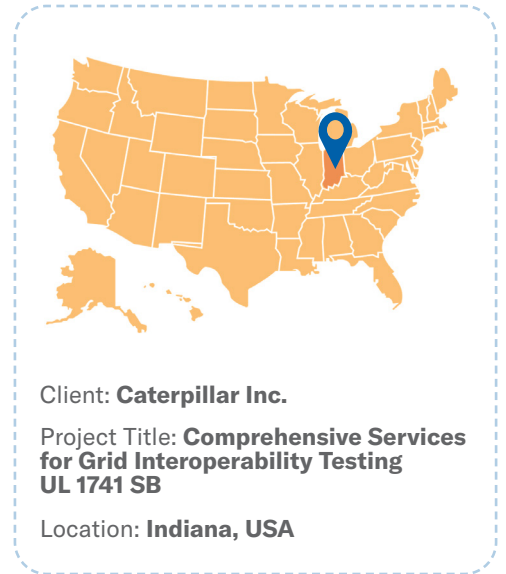 Client: Caterpillar Inc.
Project Title: Comprehensive Services
for Grid Interoperability Testing
UL 1741 SB
Location: Indiana, USA